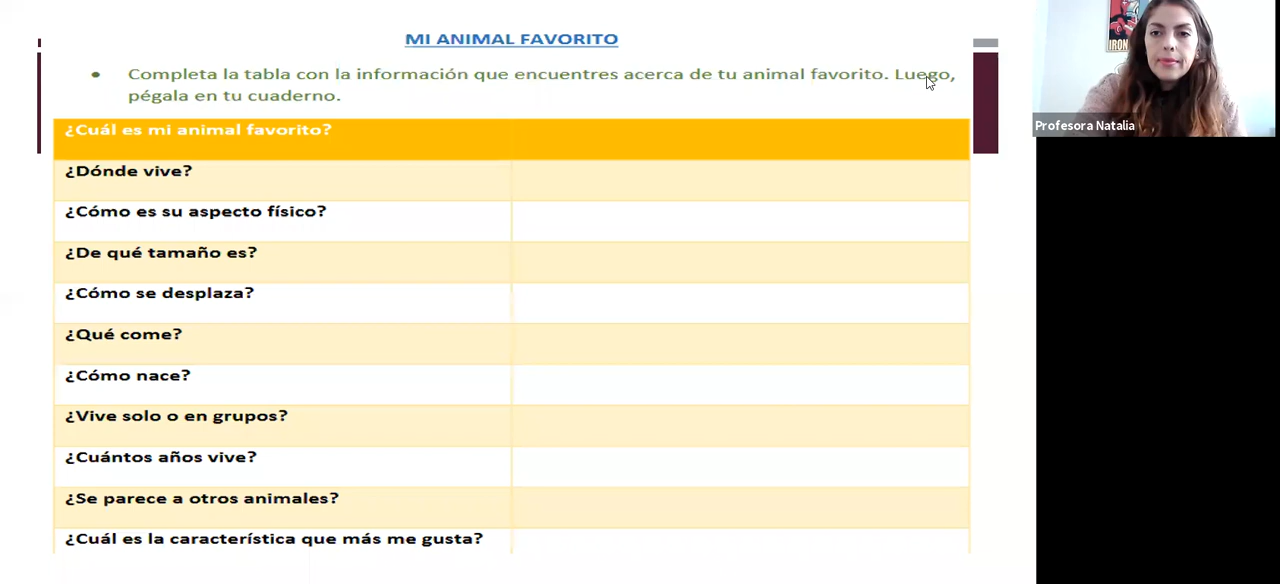 MI ANIMAL FAVORITO
• Completa la tabla con la información que encuentres acerca de tu animal favorito. Luego,
pégala en tu cuaderno.
¿Cuál es mi animal favorito?
¿Dónde vive?
¿Cómo es su aspecto físico?
¿De qué tamaño es?
¿Cómo se desplaza?
¿Qué come?
¿Cómo nace?
¿Vive solo o en grupos?
¿Cuántos años vive?
¿Se parece a otros animales?
¿Cuál es la característica que más me gusta?
IRON
Profesora Natalia